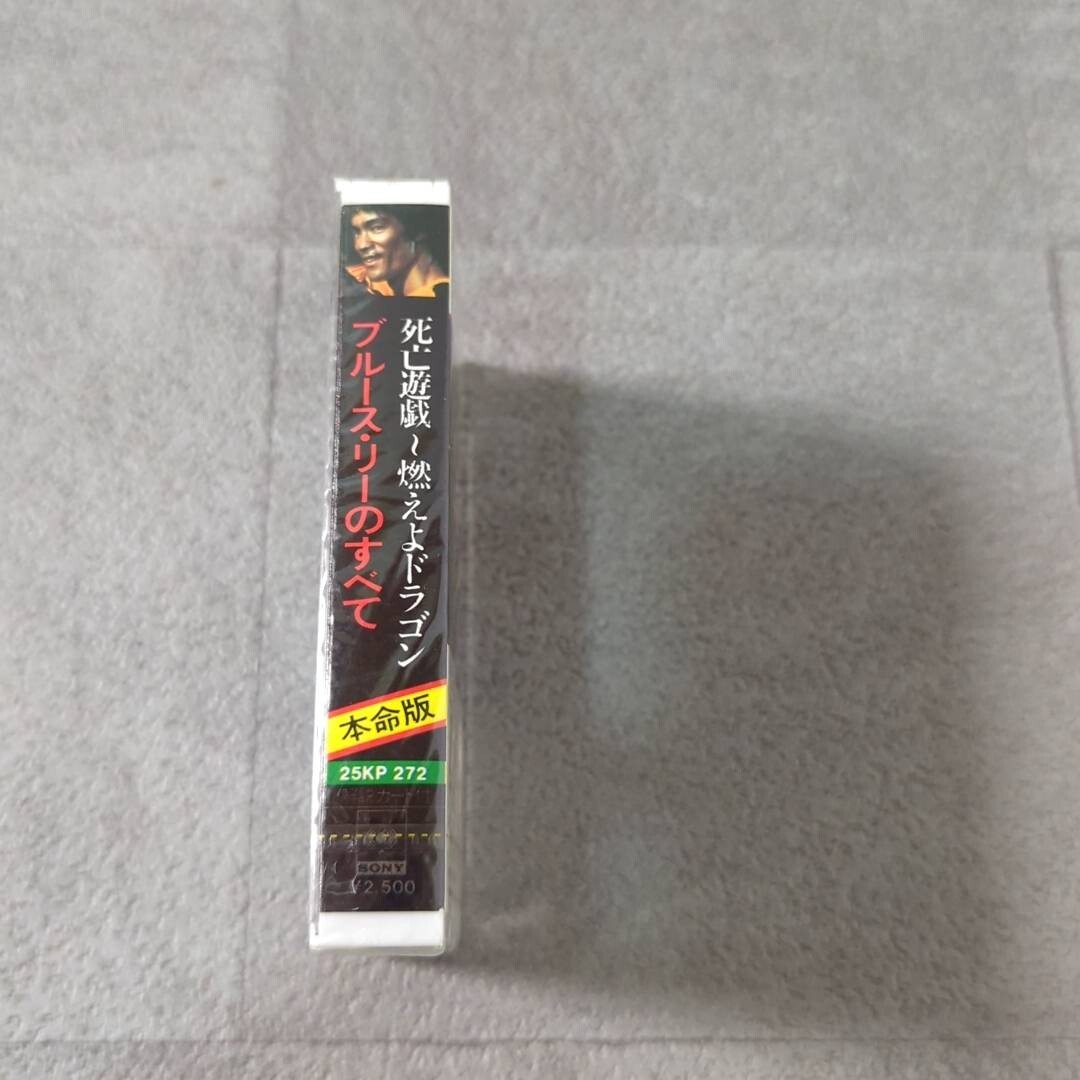 死亡遊戯~燃えよドラゴン
ブルース・リーのすべて
本命版
25KP 272
SONY
¥2,500